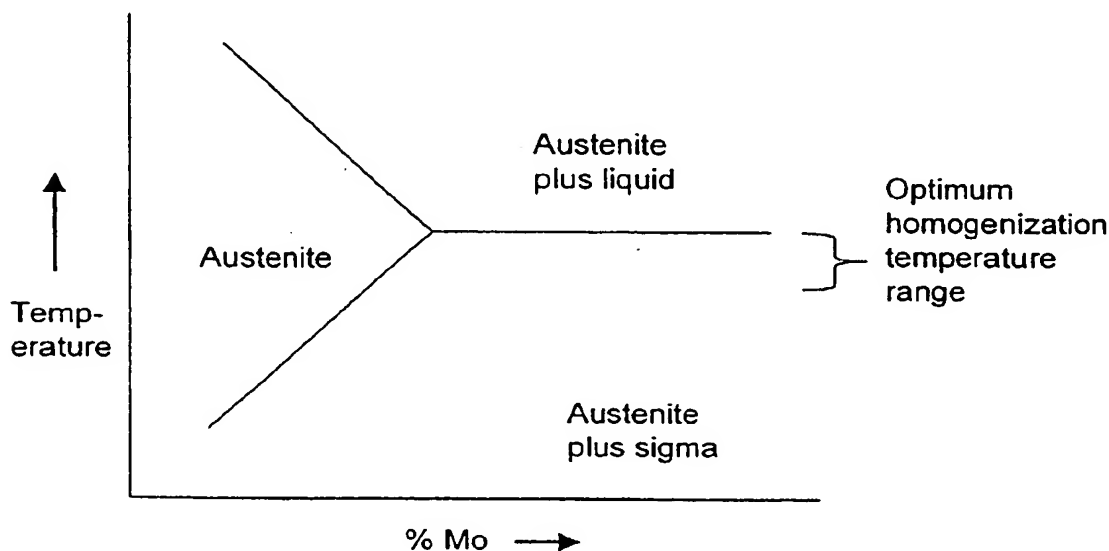 Austenite
plus liquid
Optimum
homogenization
temperature
range
Austenite
Temp-
erature
Austenite
plus sigma
% Mo